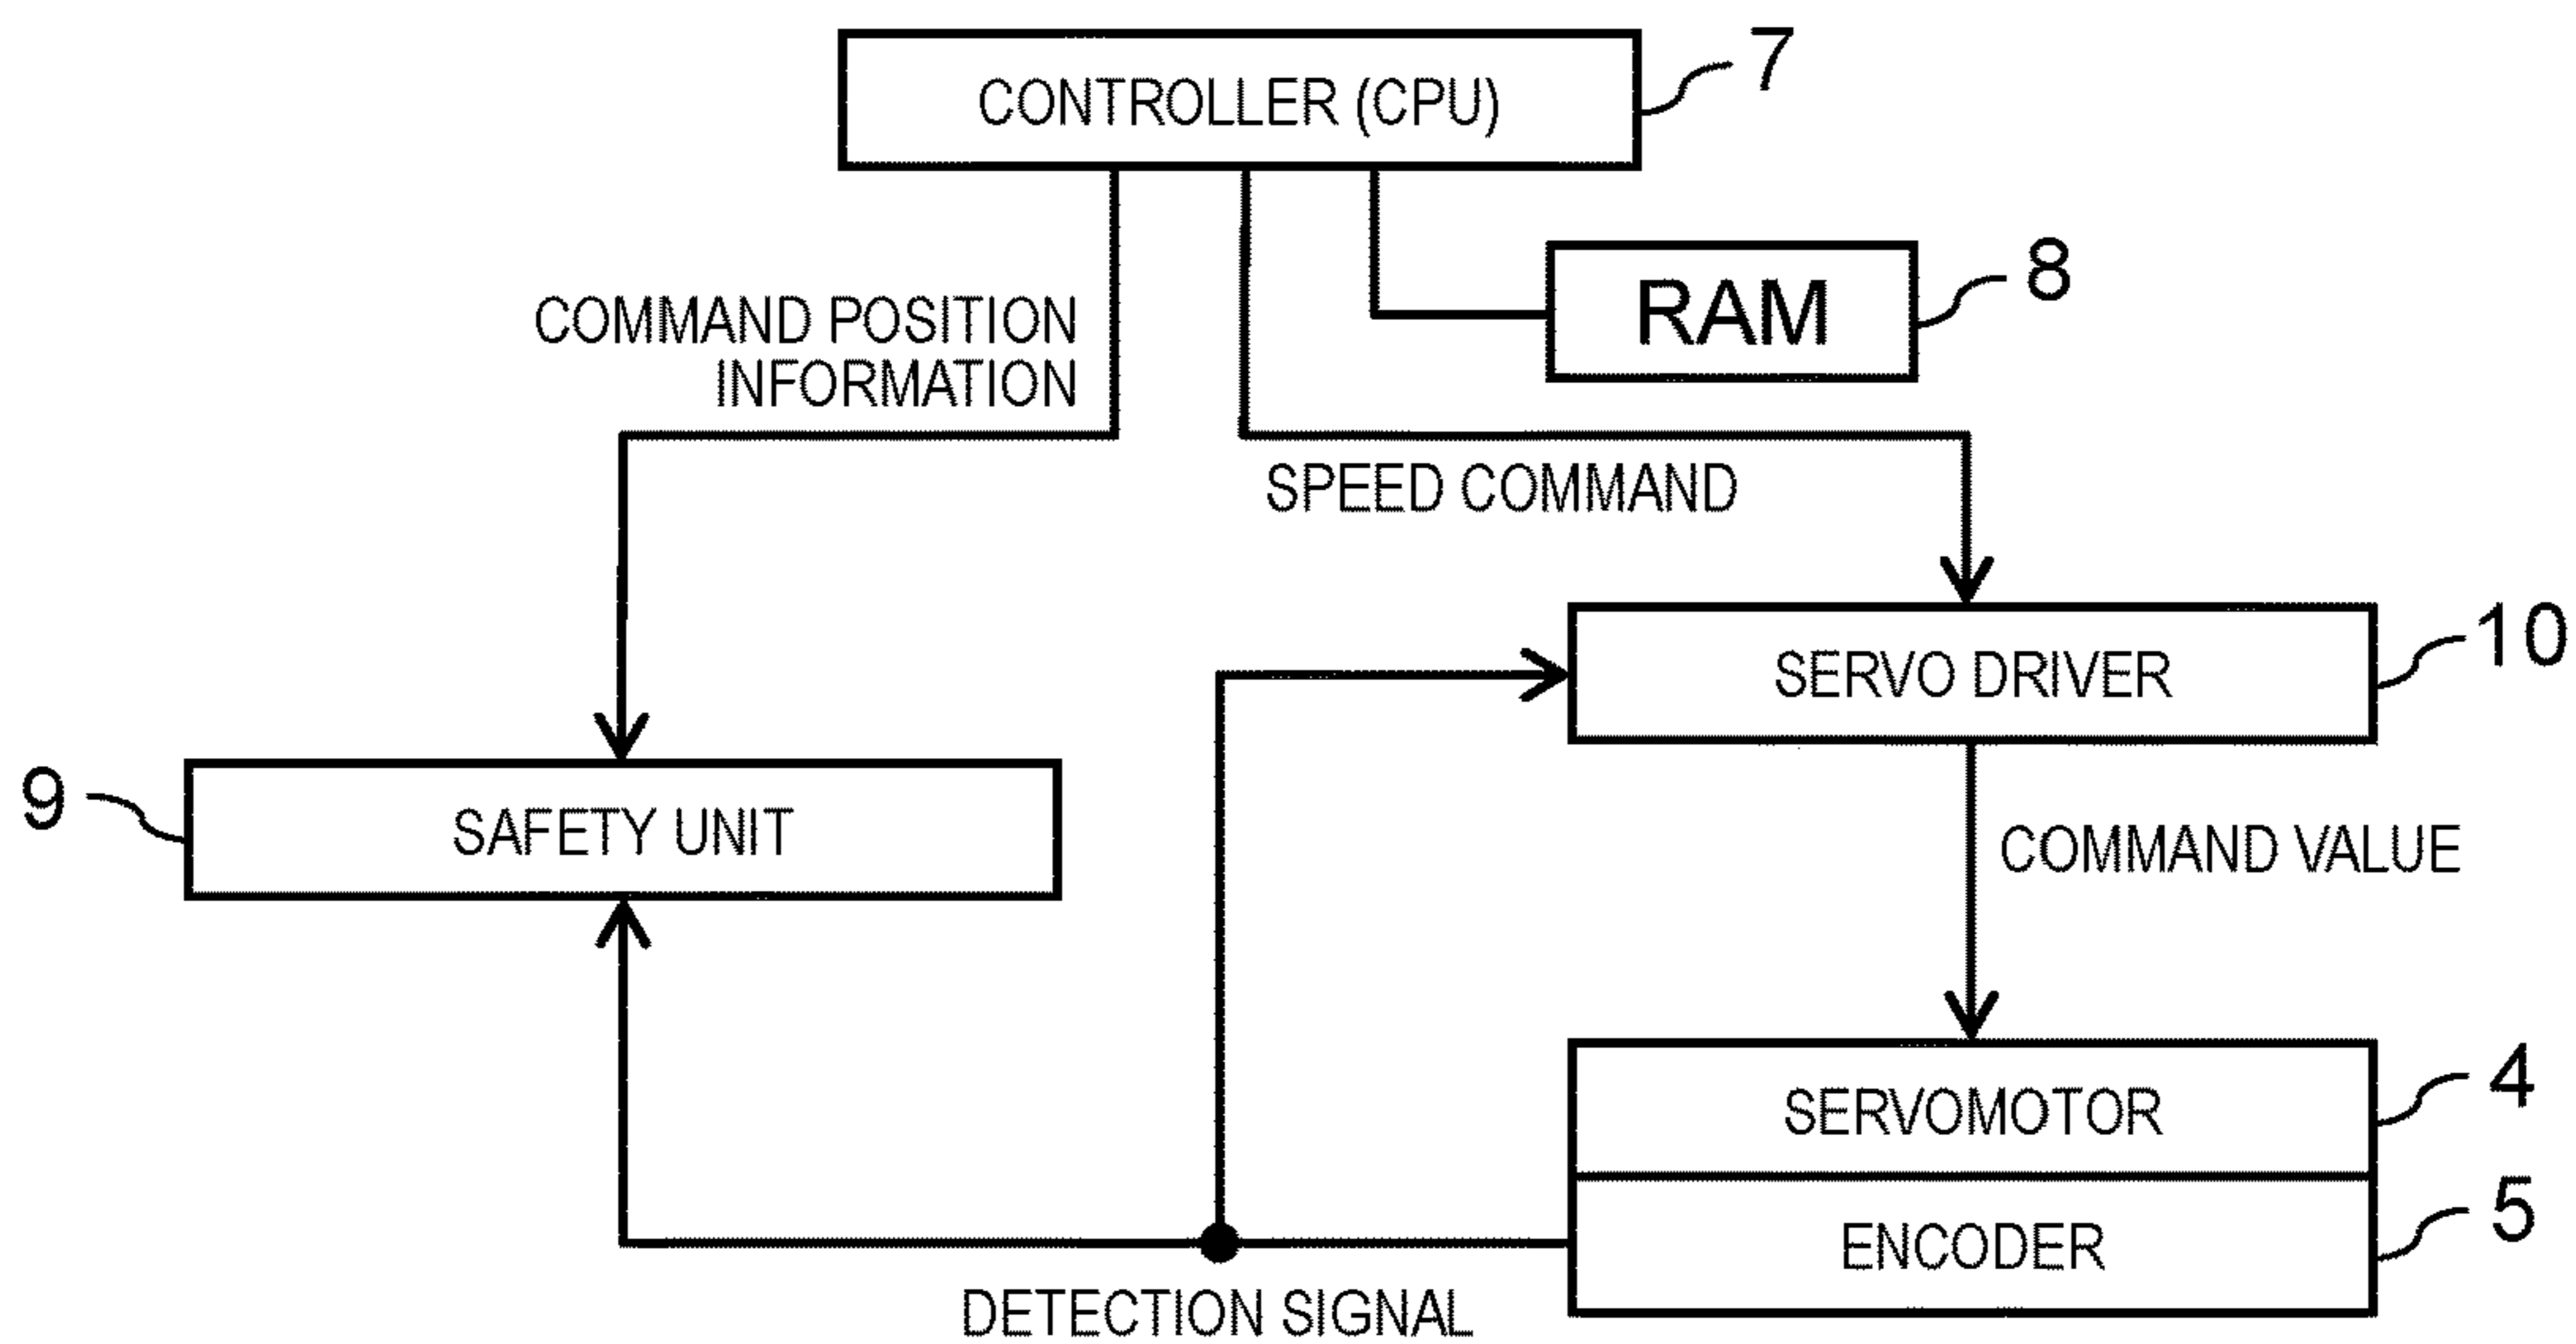 CONTROLLER (CPU)
7
RAM
8
COMMAND POSITION
INFORMATION
SPEED COMMAND
SERVO DRIVER
10
9
SAFETY UNIT
COMMAND VALUE
SERVOMOTOR
4
ENCODER
5
DETECTION SIGNAL